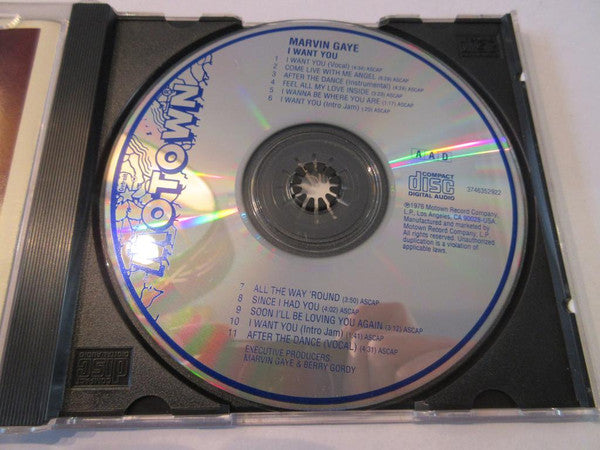 MARVIN GAYE
I WANT YOU
1 I WANT YOU (Vocal) (4:34) ASCAP
2 COME LIVE WITH ME ANGEL (6:29) ASCAP
3 AFTER THE DANCE (Instrumental) (4:24) ASCAP
4 FEEL ALL MY LOVE INSIDE (3:23) ASCAP
5 I WANNA BE WHERE YOU ARE (1:17) ASCAP
6 I WANT YOU (Intro Jam) (:20) ASCAP
MOTOWN
A A D
COMPACT
disc
DIGITAL AUDIO
3746352922
℗1976 Motown Record Company,
L.P., Los Angeles, CA 90028-USA.
Manufactured and marketed by
Motown Record Company, L.P.
All rights reserved. Unauthorized
duplication is a violation of
applicable laws.
7 ALL THE WAY 'ROUND (3:50) ASCAP
8 SINCE I HAD YOU (4:02) ASCAP
9 SOON I'LL BE LOVING YOU AGAIN (3:12) ASCAP
10 I WANT YOU (Intro Jam) (1:41) ASCAP
11 AFTER THE DANCE (VOCAL) (4:31) ASCAP
EXECUTIVE PRODUCERS:
MARVIN GAYE & BERRY GORDY
COMPACT
disc
DIGITAL AUDIO